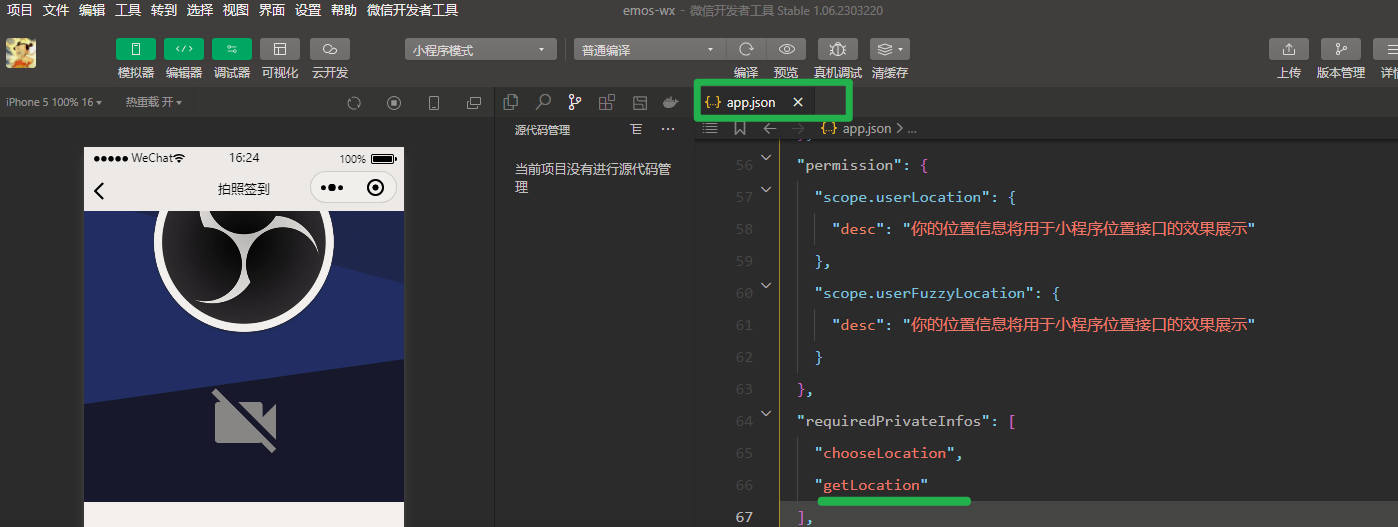 项目 文件 编辑 工具 转到 选择 视图 界面 设置 帮助 微信开发者工具
emos-wx - 微信开发者工具 Stable 1.06.2303220
模拟器 编辑器 调试器 可视化 云开发
小程序模式 普通编译
编译 预览 真机调试 清缓存
上传 版本管理 详情
iPhone 5 100% 16 热重载 开
WeChat 16:24 100%
拍照签到
源代码管理
当前项目没有进行源代码管
理
{..} app.json ×
{..} app.json > ...
56 "permission": {
57 "scope.userLocation": {
58 "desc": "你的位置信息将用于小程序位置接口的效果展示"
59 },
60 "scope.userFuzzyLocation": {
61 "desc": "你的位置信息将用于小程序位置接口的效果展示"
62 }
63 },
64 "requiredPrivateInfos": [
65 "chooseLocation",
66 "getLocation"
67 ],